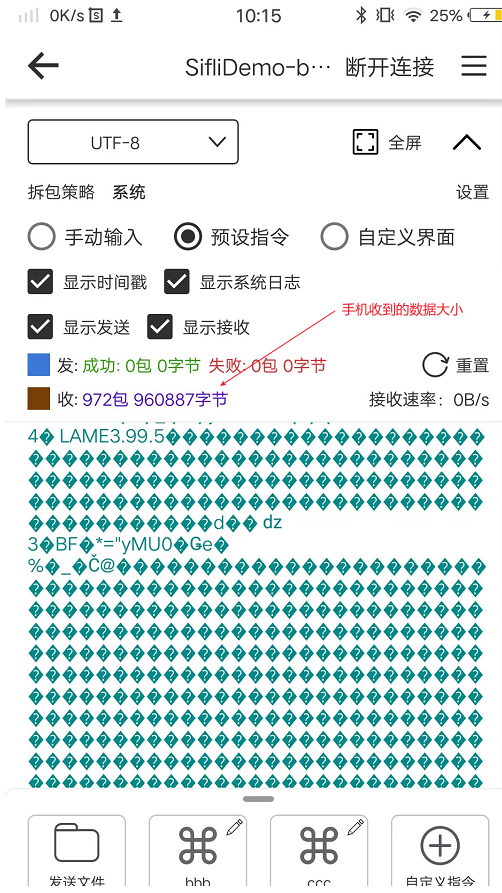 0K/s 10:15 25%
SifliDemo-b··· 断开连接
UTF-8 全屏
拆包策略 系统 设置
手动输入 预设指令 自定义界面
显示时间戳 显示系统日志
手机收到的数据大小
显示发送 显示接收
发: 成功: 0包 0字节 失败: 0包 0字节 重置
收: 972包 960887字节 接收速率: 0B/s
4� LAME3.99.5�������������������
���������������������������
���������������������������
���������������������������
�����������d�� dz
3�BF�*="yMU0�Ge�
%�_�Č@����������������������
���������������������������
���������������������������
���������������������������
���������������������������
���������������������������
���������������������������
���������������������������
���������������������������
���������������������������
���������������������������
发送文件 bbb ccc 自定义指令